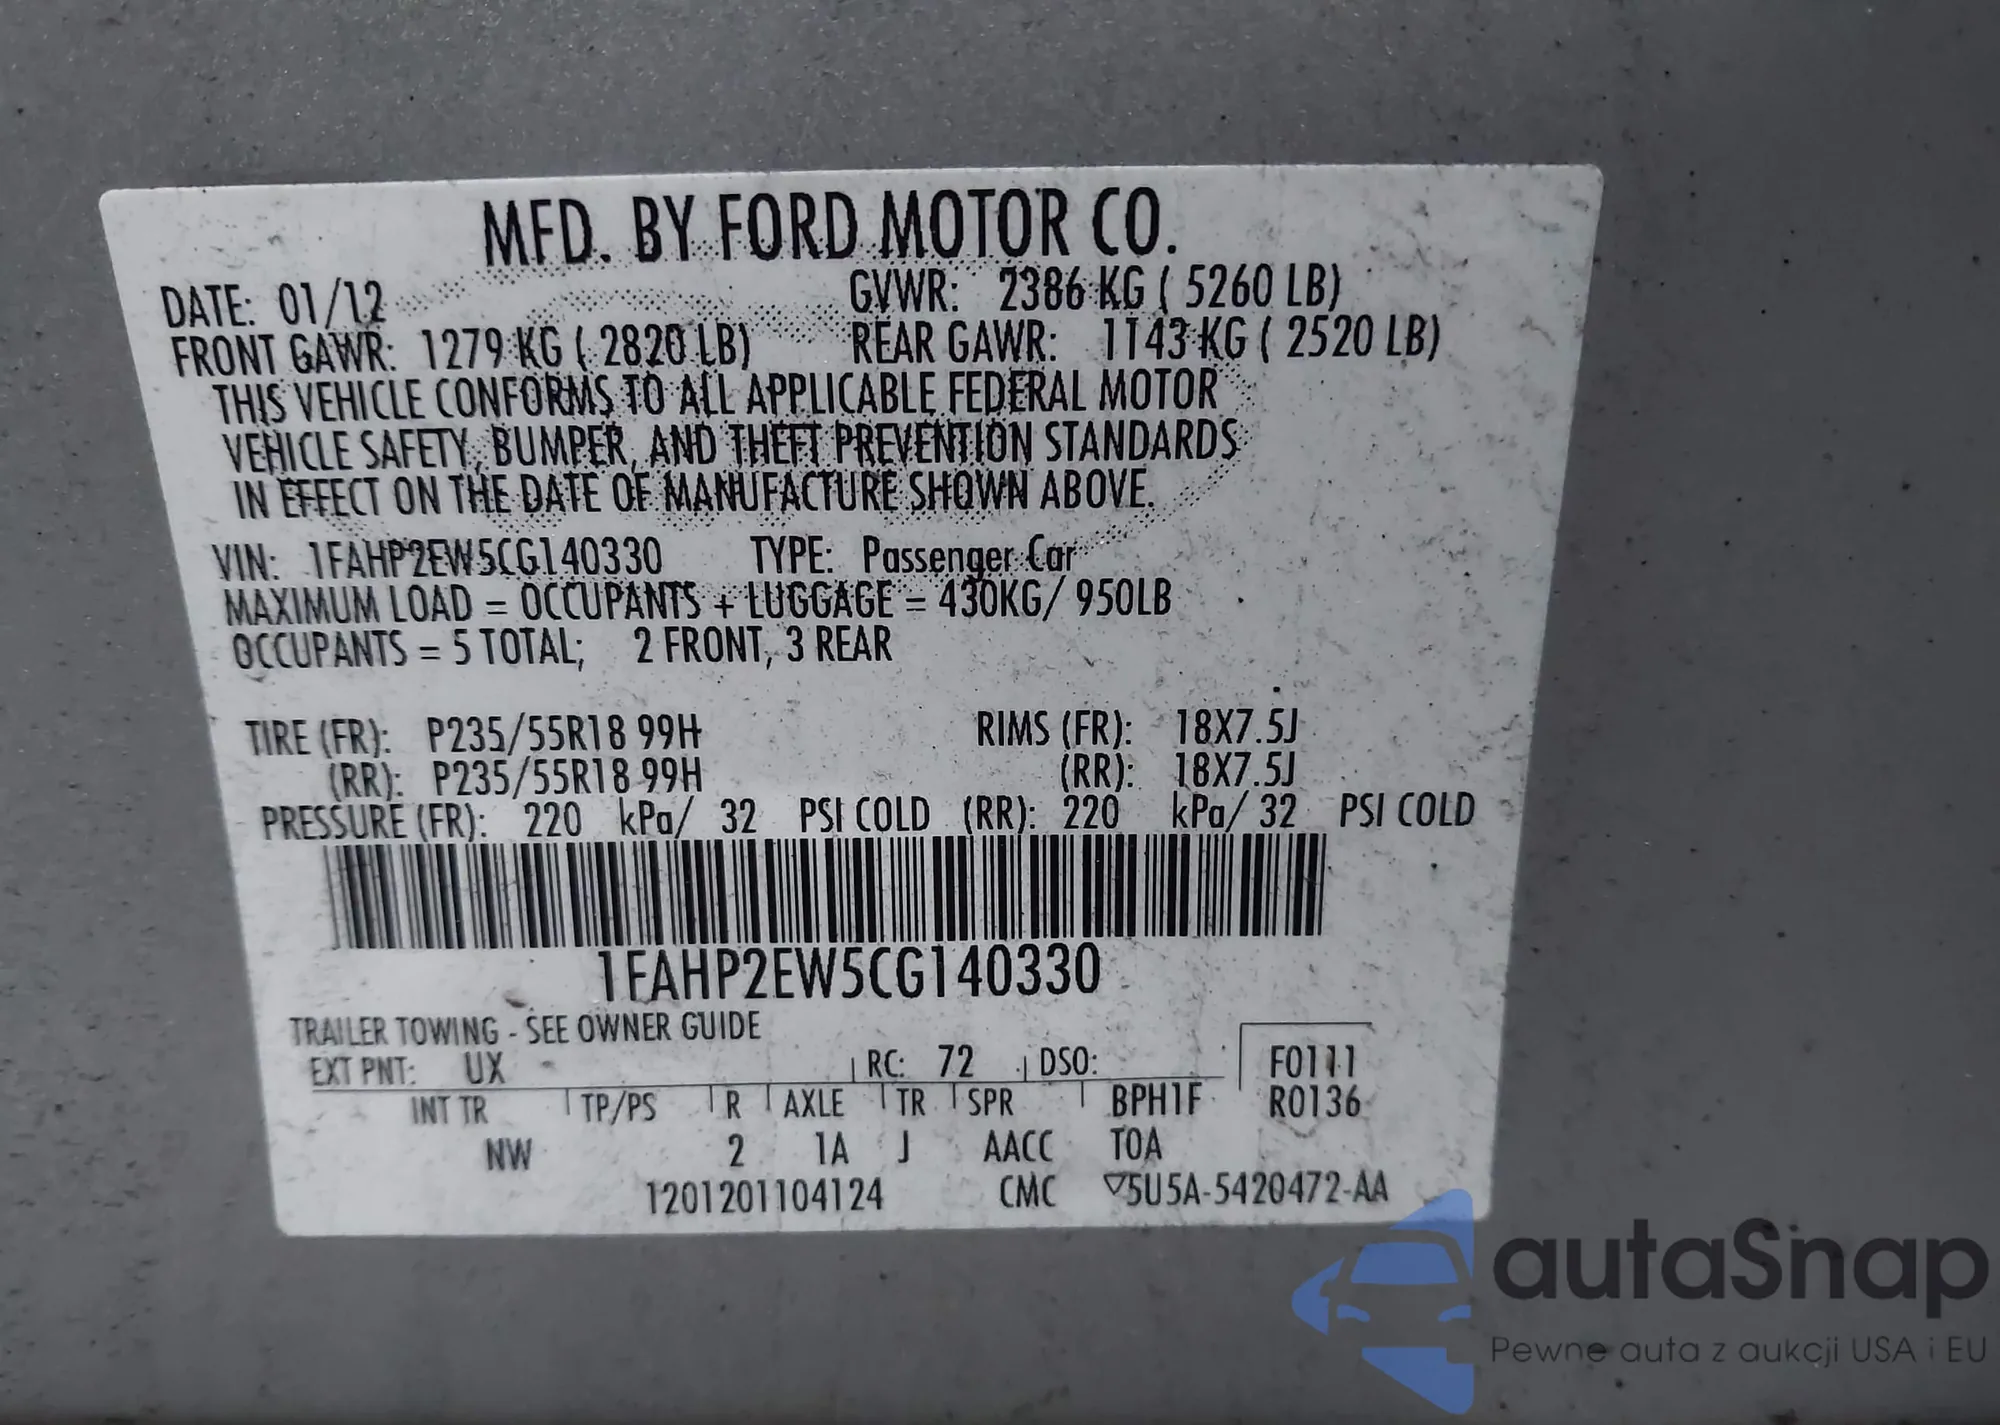 MFD. BY FORD MOTOR CO.
DATE: 01/12 GVWR: 2386 KG ( 5260 LB)
FRONT GAWR: 1279 KG ( 2820 LB) REAR GAWR: 1143 KG ( 2520 LB)
THIS VEHICLE CONFORMS TO ALL APPLICABLE FEDERAL MOTOR
VEHICLE SAFETY, BUMPER, AND THEFT PREVENTION STANDARDS
IN EFFECT ON THE DATE OF MANUFACTURE SHOWN ABOVE.
VIN: 1FAHP2EW5CG140330 TYPE: Passenger Car
MAXIMUM LOAD = OCCUPANTS + LUGGAGE = 430KG/ 950LB
OCCUPANTS = 5 TOTAL; 2 FRONT, 3 REAR
TIRE (FR): P235/55R18 99H RIMS (FR): 18X7.5J
(RR): P235/55R18 99H (RR): 18X7.5J
PRESSURE (FR): 220 kPa/ 32 PSI COLD (RR): 220 kPa/ 32 PSI COLD
1FAHP2EW5CG140330
TRAILER TOWING - SEE OWNER GUIDE
EXT PNT: UX RC: 72 DSO: F0111
INT TR TP/PS R AXLE TR SPR BPH1F R0136
NW 2 1A J AACC TOA
1201201104124 CMC ▽5U5A-5420472-AA
autaSnap
Pewne auta z aukcji USA i EU